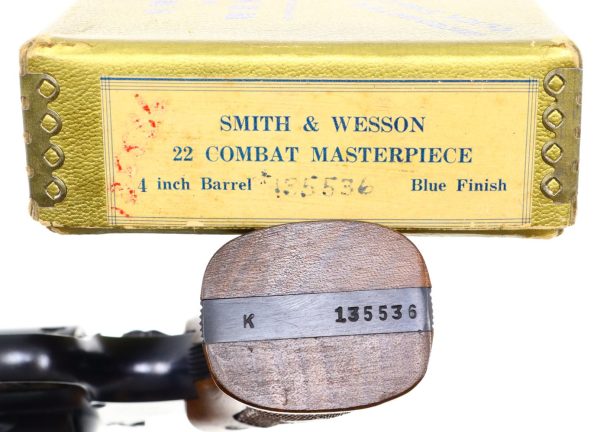 SMITH & WESSON
22 COMBAT MASTERPIECE
4 inch Barrel 135536 Blue Finish
K 135536